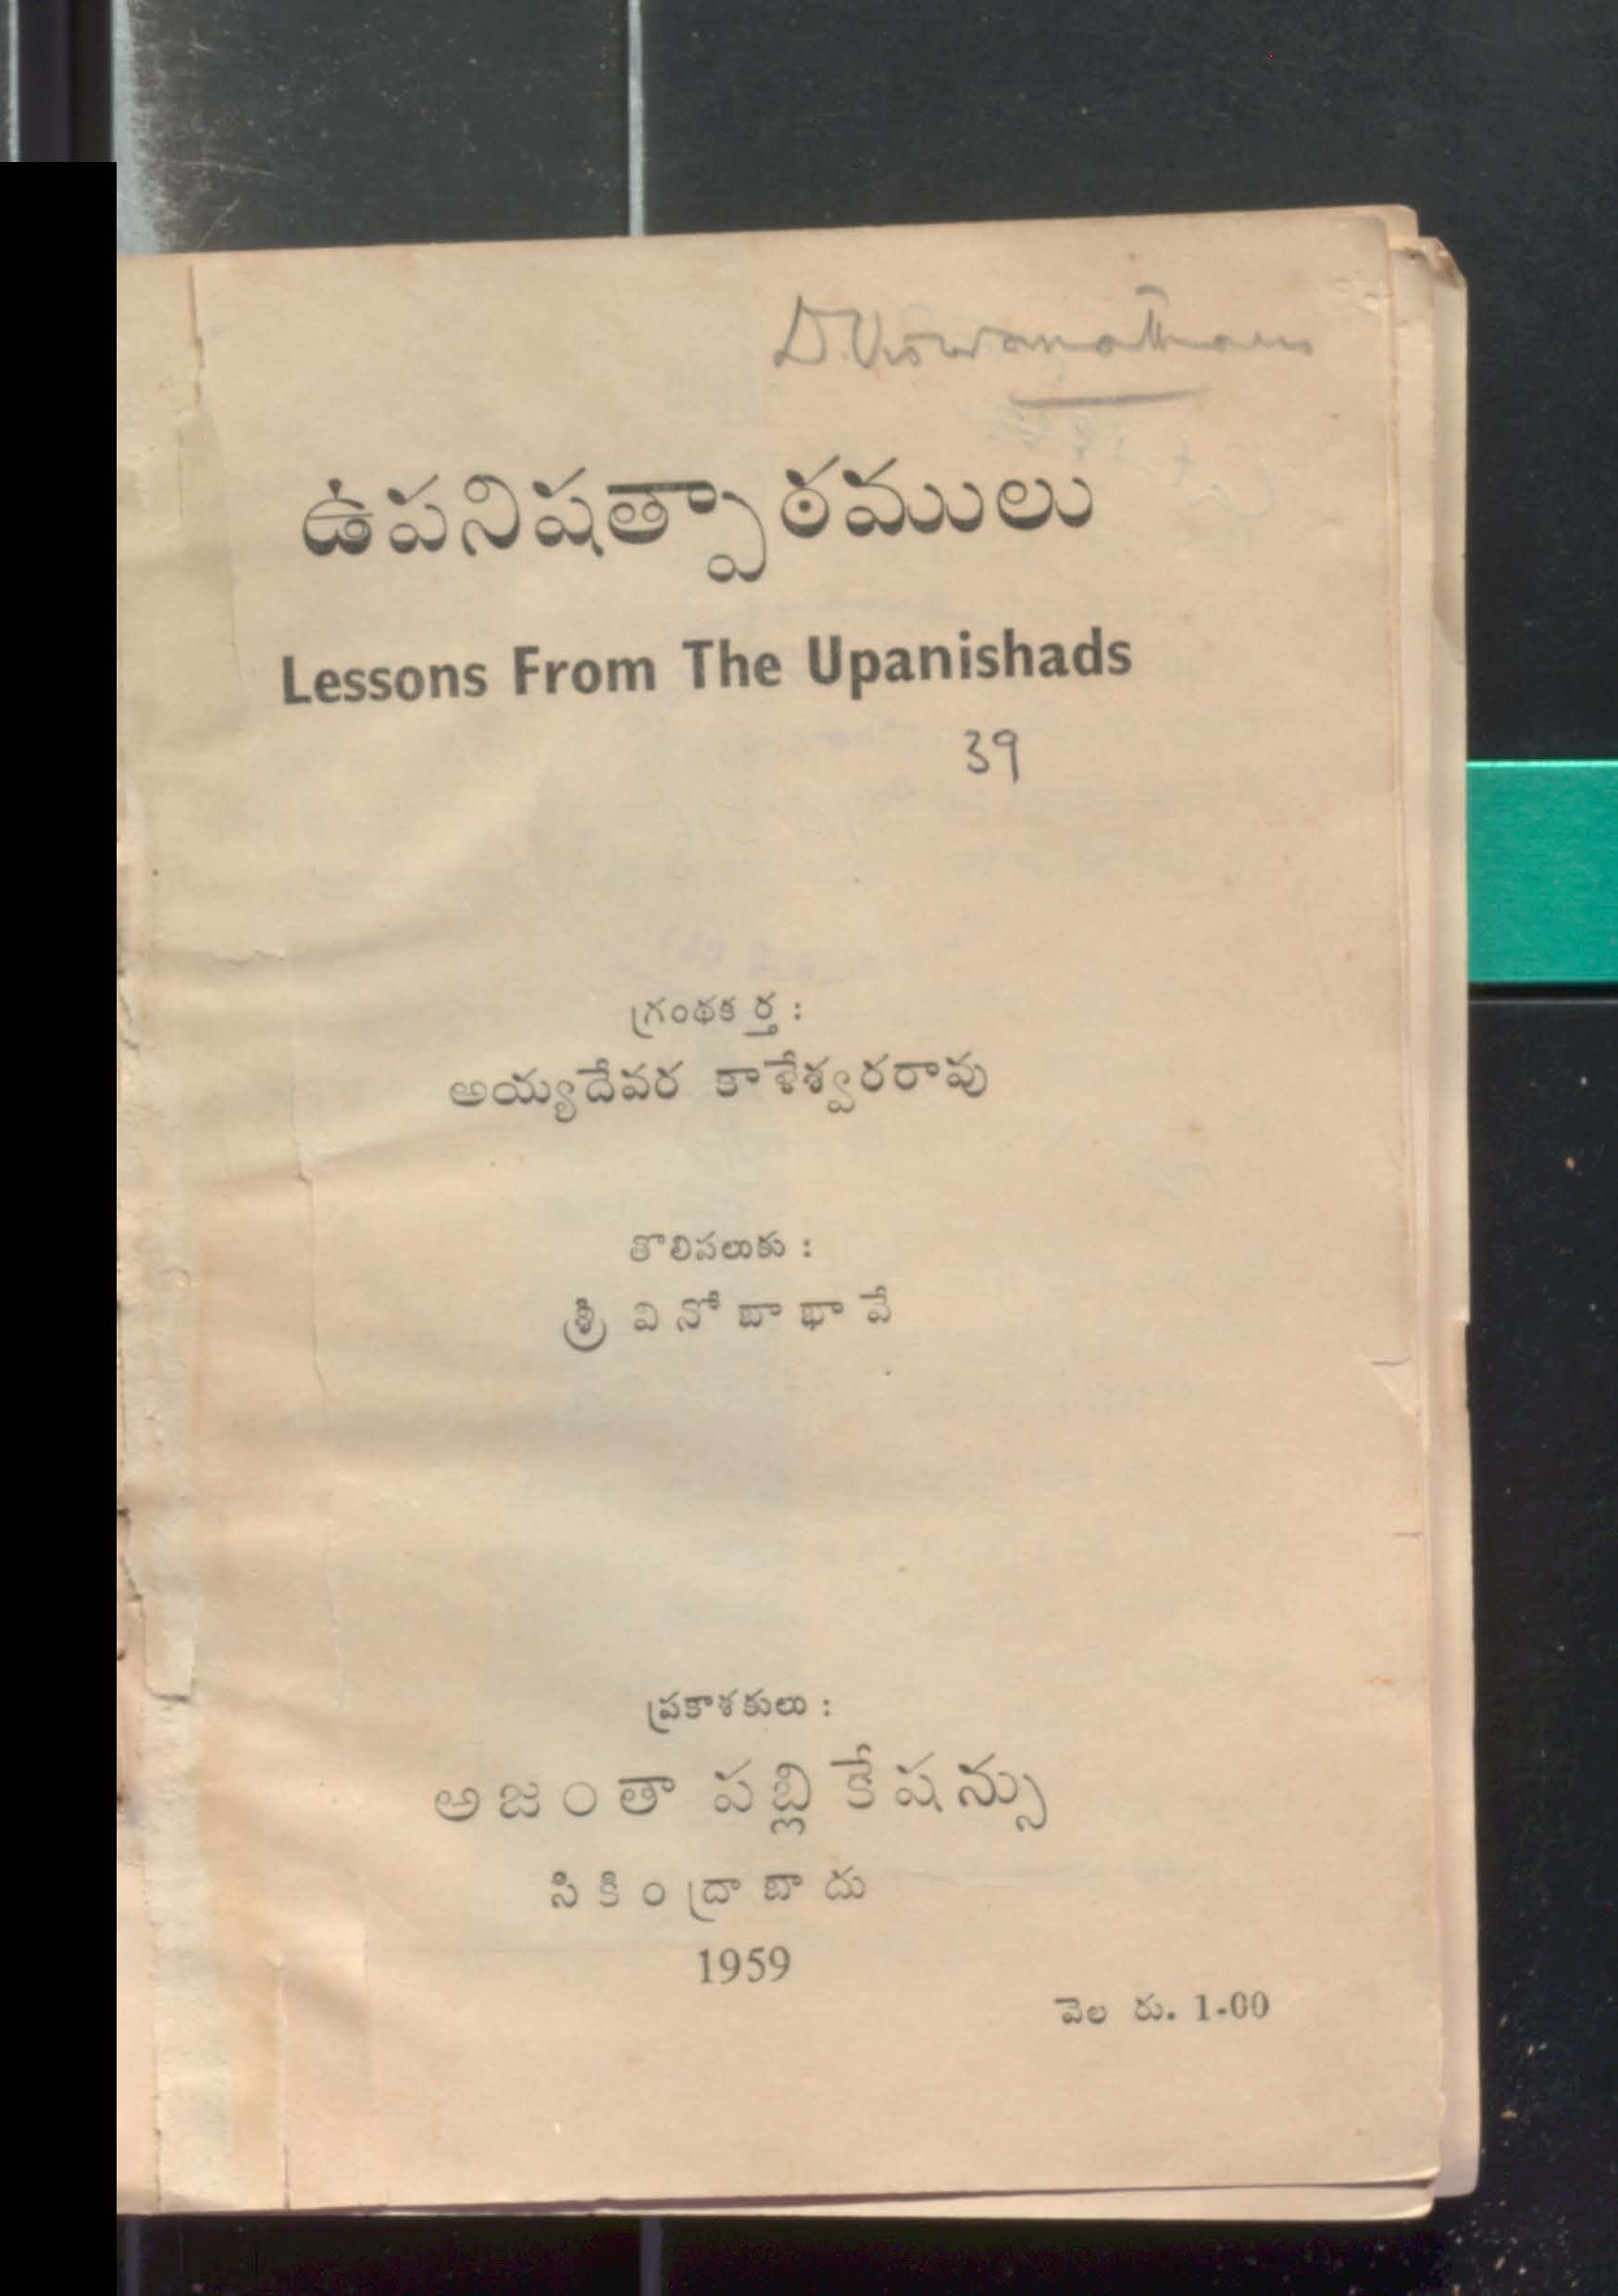 D. Viswanatham
ఉపనిషత్పాఠములు
Lessons From The Upanishads
39
గ్రంథకర్త :
అయ్యదేవర కాళేశ్వరరావు
తొలిపలుకు :
శ్రీ వినోబాభావే
ప్రకాశకులు :
అజంతా పబ్లికేషన్సు
సికింద్రాబాదు
1959
వెల రు. 1-00